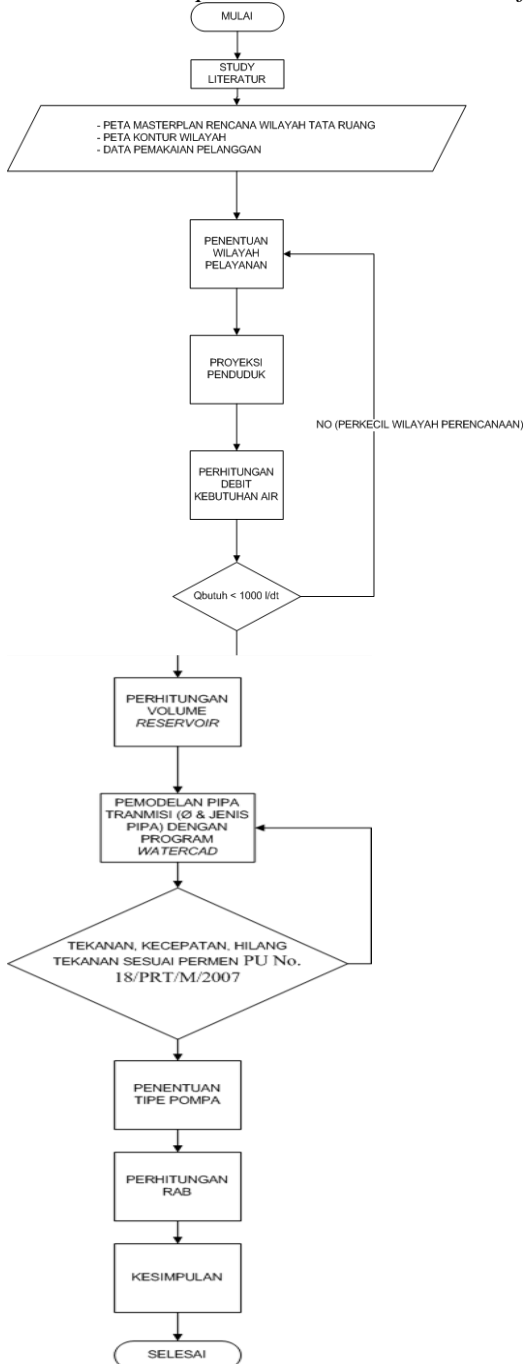 MULAI
STUDY
LITERATUR
- PETA MASTERPLAN RENCANA WILAYAH TATA RUANG
- PETA KONTUR WILAYAH
- DATA PEMAKAIAN PELANGGAN
PENENTUAN
WILAYAH
PELAYANAN
PROYEKSI
PENDUDUK
NO (PERKECIL WILAYAH PERENCANAAN)
PERHITUNGAN
DEBIT
KEBUTUHAN AIR
Qbutuh < 1000 l/dt
PERHITUNGAN
VOLUME
RESERVOIR
PEMODELAN PIPA
TRANMISI (Ø & JENIS
PIPA) DENGAN
PROGRAM
WATERCAD
TEKANAN, KECEPATAN, HILANG
TEKANAN SESUAI PERMEN PU No.
18/PRT/M/2007
PENENTUAN
TIPE POMPA
PERHITUNGAN
RAB
KESIMPULAN
SELESAI